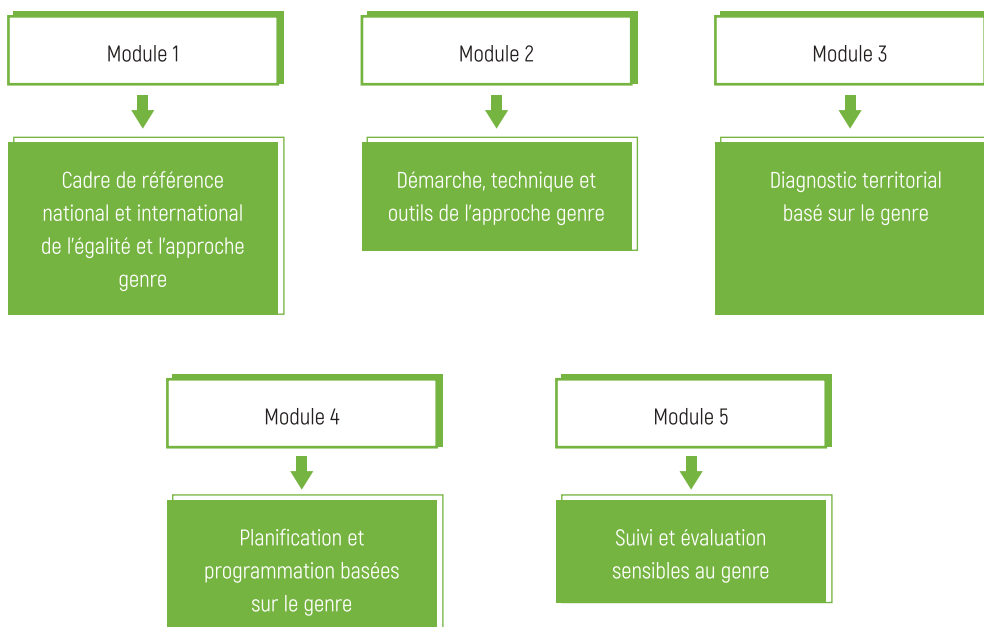 Module 1
Cadre de référence
national et international
de l'égalité et l'approche
genre
Module 2
Démarche, technique et
outils de l'approche genre
Module 3
Diagnostic territorial
basé sur le genre
Module 4
Planification et
programmation basées
sur le genre
Module 5
Suivi et évaluation
sensibles au genre